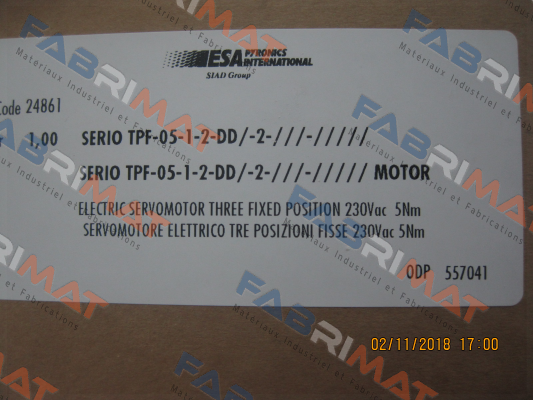 ESA PYRONICS INTERNATIONAL
SIAD Group
Code 24861
1,00 SERIO TPF-05-1-2-DD/-2-///-/////
SERIO TPF-05-1-2-DD/-2-///-///// MOTOR
ELECTRIC SERVOMOTOR THREE FIXED POSITION 230Vac 5Nm
SERVOMOTORE ELETTRICO TRE POSIZIONI FISSE 230Vac 5Nm
ODP 557041
02/11/2018 17:00
FABRIMAT
Materiaux Industriel et Fabrications